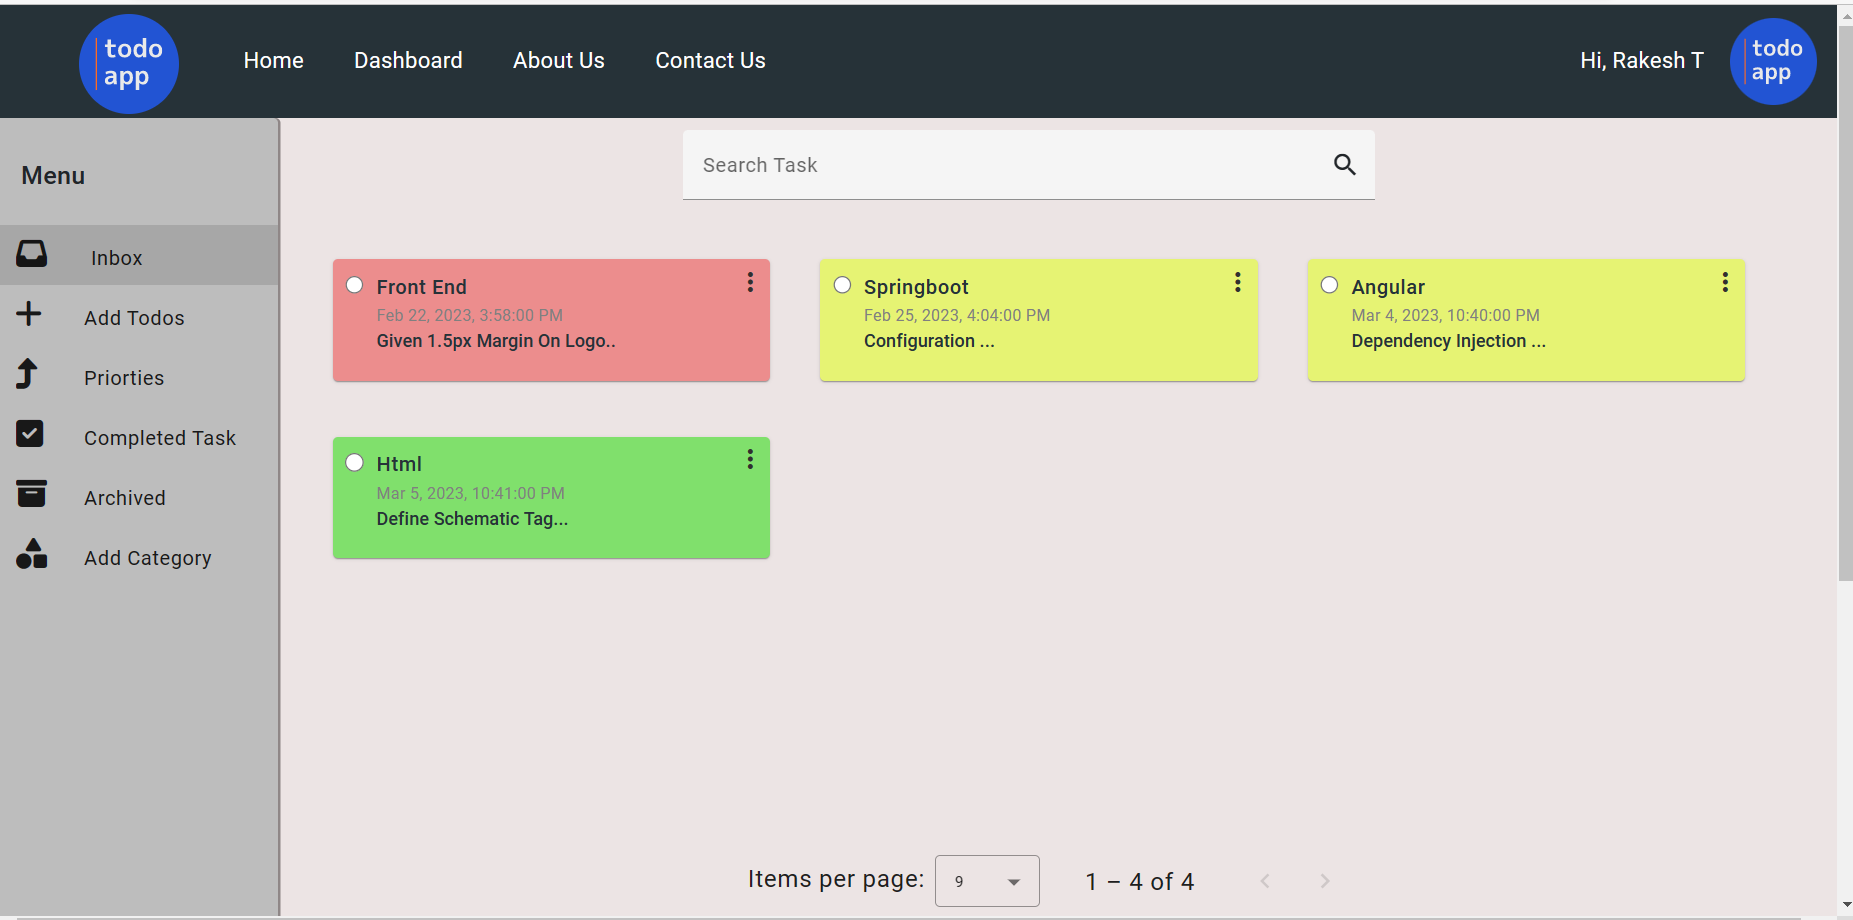 todo
app
Home
Dashboard
About Us
Contact Us
Hi, Rakesh T
todo
app
Menu
Inbox
Add Todos
Priorties
Completed Task
Archived
Add Category
Search Task
Front End
Feb 22, 2023, 3:58:00 PM
Given 1.5px Margin On Logo..
Springboot
Feb 25, 2023, 4:04:00 PM
Configuration ...
Angular
Mar 4, 2023, 10:40:00 PM
Dependency Injection ...
Html
Mar 5, 2023, 10:41:00 PM
Define Schematic Tag...
Items per page: 9
1 – 4 of 4